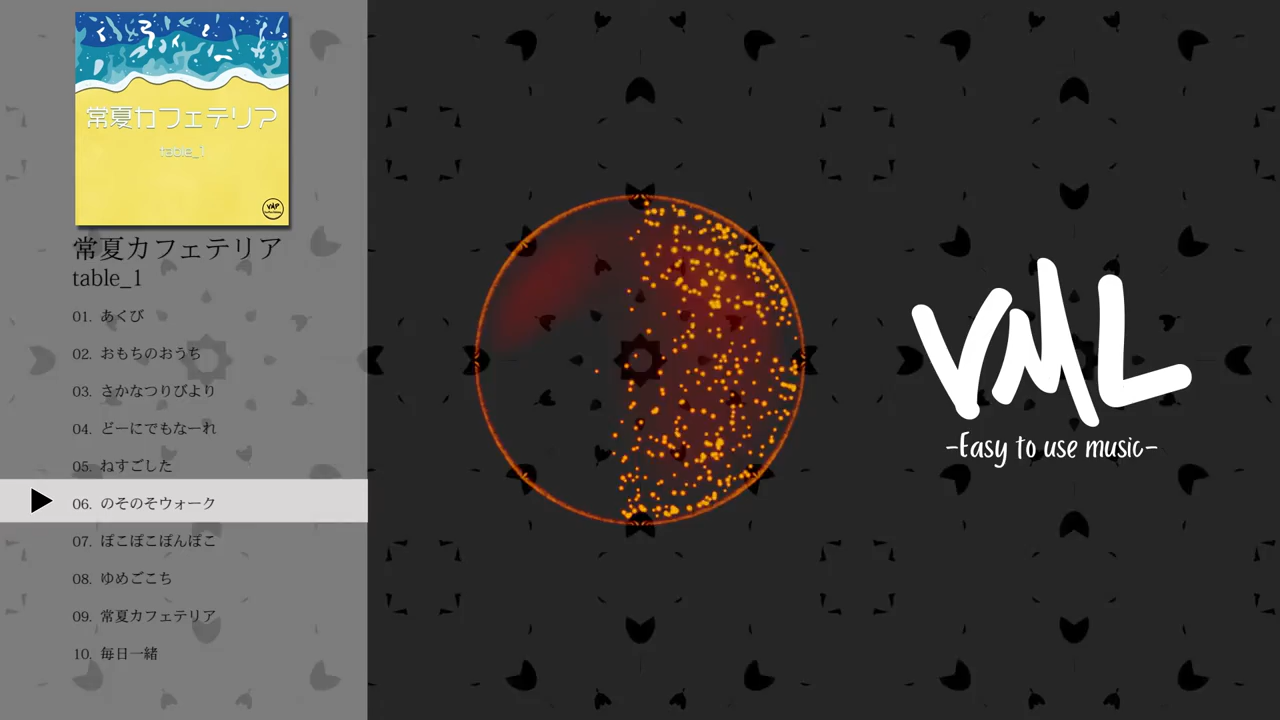 常夏カフェテリア
table_1
VAP
常夏カフェテリア
table_1
01. あくび
02. おもちのおうち
03. さかなつりびより
04. どーにでもなーれ
05. ねすごした
06. のそのそウォーク
07. ぽこぽこぽんぽこ
08. ゆめごこち
09. 常夏カフェテリア
10. 毎日一緒
VML
-Easy to use music-